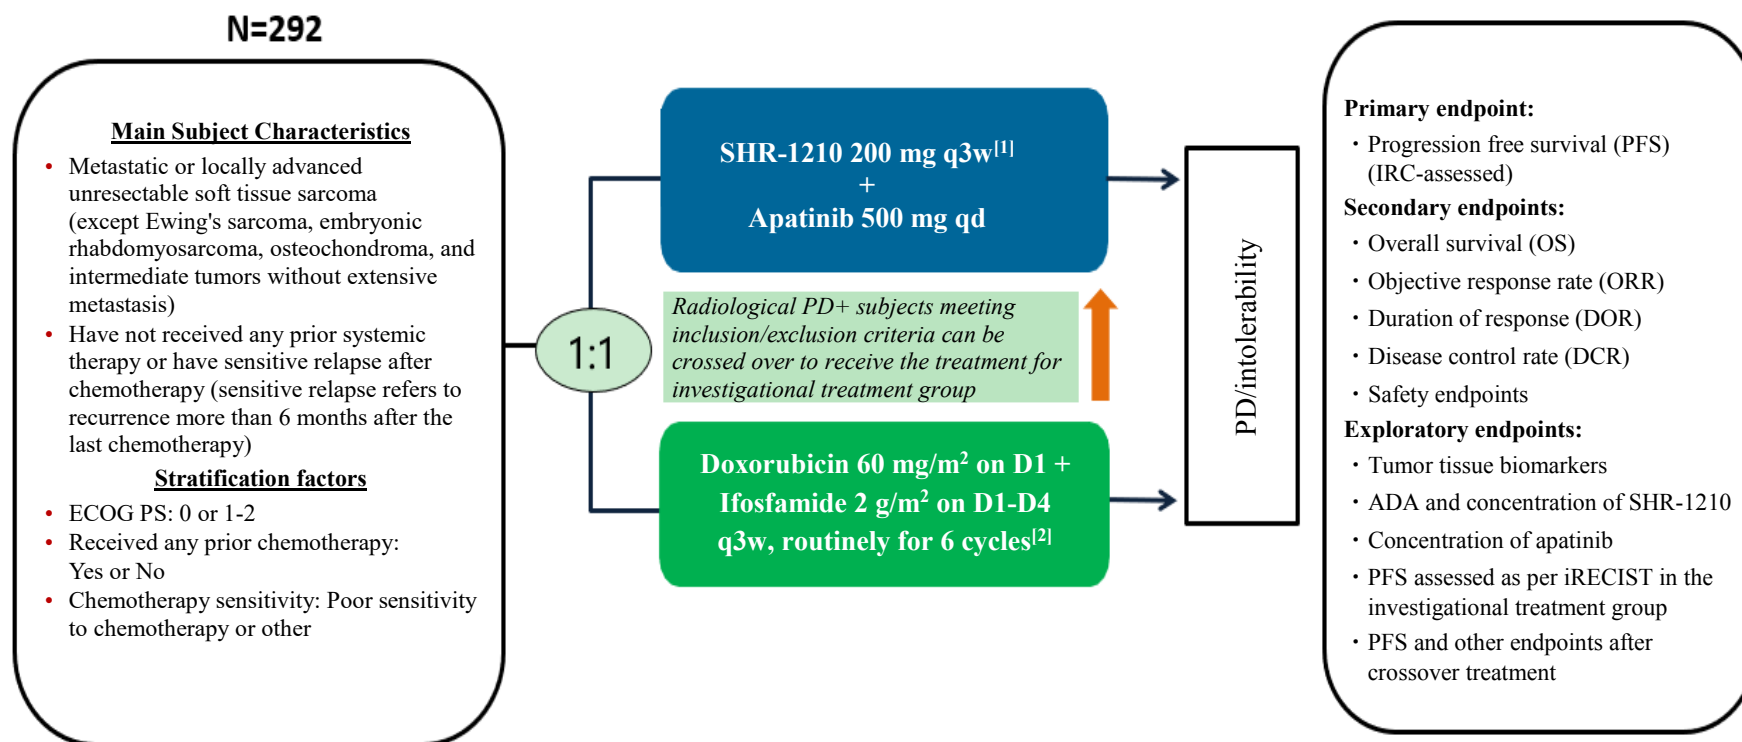 N=292
Main Subject Characteristics
• Metastatic or locally advanced
unresectable soft tissue sarcoma
(except Ewing's sarcoma, embryonic
rhabdomyosarcoma, osteochondroma, and
intermediate tumors without extensive
metastasis)
• Have not received any prior systemic
therapy or have sensitive relapse after
chemotherapy (sensitive relapse refers to
recurrence more than 6 months after the
last chemotherapy)
Stratification factors
• ECOG PS: 0 or 1-2
• Received any prior chemotherapy:
Yes or No
• Chemotherapy sensitivity: Poor sensitivity
to chemotherapy or other
1:1
SHR-1210 200 mg q3w[1]
+
Apatinib 500 mg qd
Radiological PD+ subjects meeting
inclusion/exclusion criteria can be
crossed over to receive the treatment for
investigational treatment group
Doxorubicin 60 mg/m² on D1 +
Ifosfamide 2 g/m² on D1-D4
q3w, routinely for 6 cycles[2]
PD/intolerability
Primary endpoint:
· Progression free survival (PFS)
(IRC-assessed)
Secondary endpoints:
· Overall survival (OS)
· Objective response rate (ORR)
· Duration of response (DOR)
· Disease control rate (DCR)
· Safety endpoints
Exploratory endpoints:
· Tumor tissue biomarkers
· ADA and concentration of SHR-1210
· Concentration of apatinib
· PFS assessed as per iRECIST in the
investigational treatment group
· PFS and other endpoints after
crossover treatment